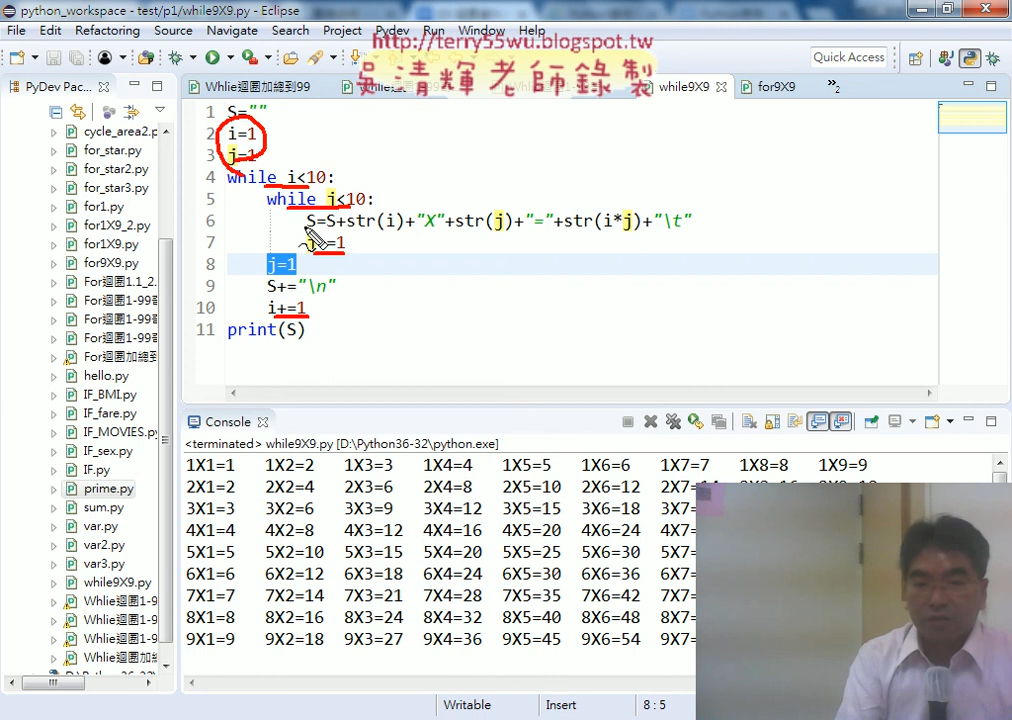 python_workspace - test/p1/while9X9.py - Eclipse
File Edit Refactoring Source Navigate Search Project Pydev Run Window Help
http://terry55wu.blogspot.tw
吳清輝老師錄製
Quick Access
PyDev Pac...
Whlie迴圈加總到99
while9X9
for9X9
»2
cycle_area2.p
for_star.py
for_star2.py
for_star3.py
for1.py
for1X9_2.py
for1X9.py
for9X9.py
For迴圈1.1_2.
For迴圈1-99
For迴圈1-99
For迴圈1-99
For迴圈加總到
hello.py
IF_BMI.py
IF_fare.py
IF_MOVIES.py
IF_sex.py
IF.py
prime.py
sum.py
var.py
var2.py
var3.py
while9X9.py
Whlie迴圈1-9
Whlie迴圈1-9
Whlie迴圈1-9
Whlie迴圈加總
1 S=""
2 i=1
3 j=1
4 while i<10:
5 while j<10:
6 S=S+str(i)+"X"+str(j)+"="+str(i*j)+"\t"
7 j+=1
8 j=1
9 S+="\n"
10 i+=1
11 print(S)
Console
<terminated> while9X9.py [D:\Python36-32\python.exe]
1X1=1 1X2=2 1X3=3 1X4=4 1X5=5 1X6=6 1X7=7 1X8=8 1X9=9
2X1=2 2X2=4 2X3=6 2X4=8 2X5=10 2X6=12 2X7=14 2X8=16 2X9=18
3X1=3 3X2=6 3X3=9 3X4=12 3X5=15 3X6=18 3X7=
4X1=4 4X2=8 4X3=12 4X4=16 4X5=20 4X6=24 4X7=
5X1=5 5X2=10 5X3=15 5X4=20 5X5=25 5X6=30 5X7=
6X1=6 6X2=12 6X3=18 6X4=24 6X5=30 6X6=36 6X7=
7X1=7 7X2=14 7X3=21 7X4=28 7X5=35 7X6=42 7X7=
8X1=8 8X2=16 8X3=24 8X4=32 8X5=40 8X6=48 8X7=
9X1=9 9X2=18 9X3=27 9X4=36 9X5=45 9X6=54 9X7=
Writable Insert 8 : 5